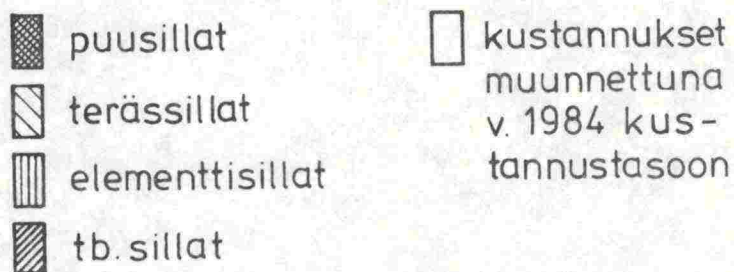 puusillat
terässillat
elementtisillat
tb. sillat
kustannukset
muunnettuna
v. 1984 kus-
tannustasoon